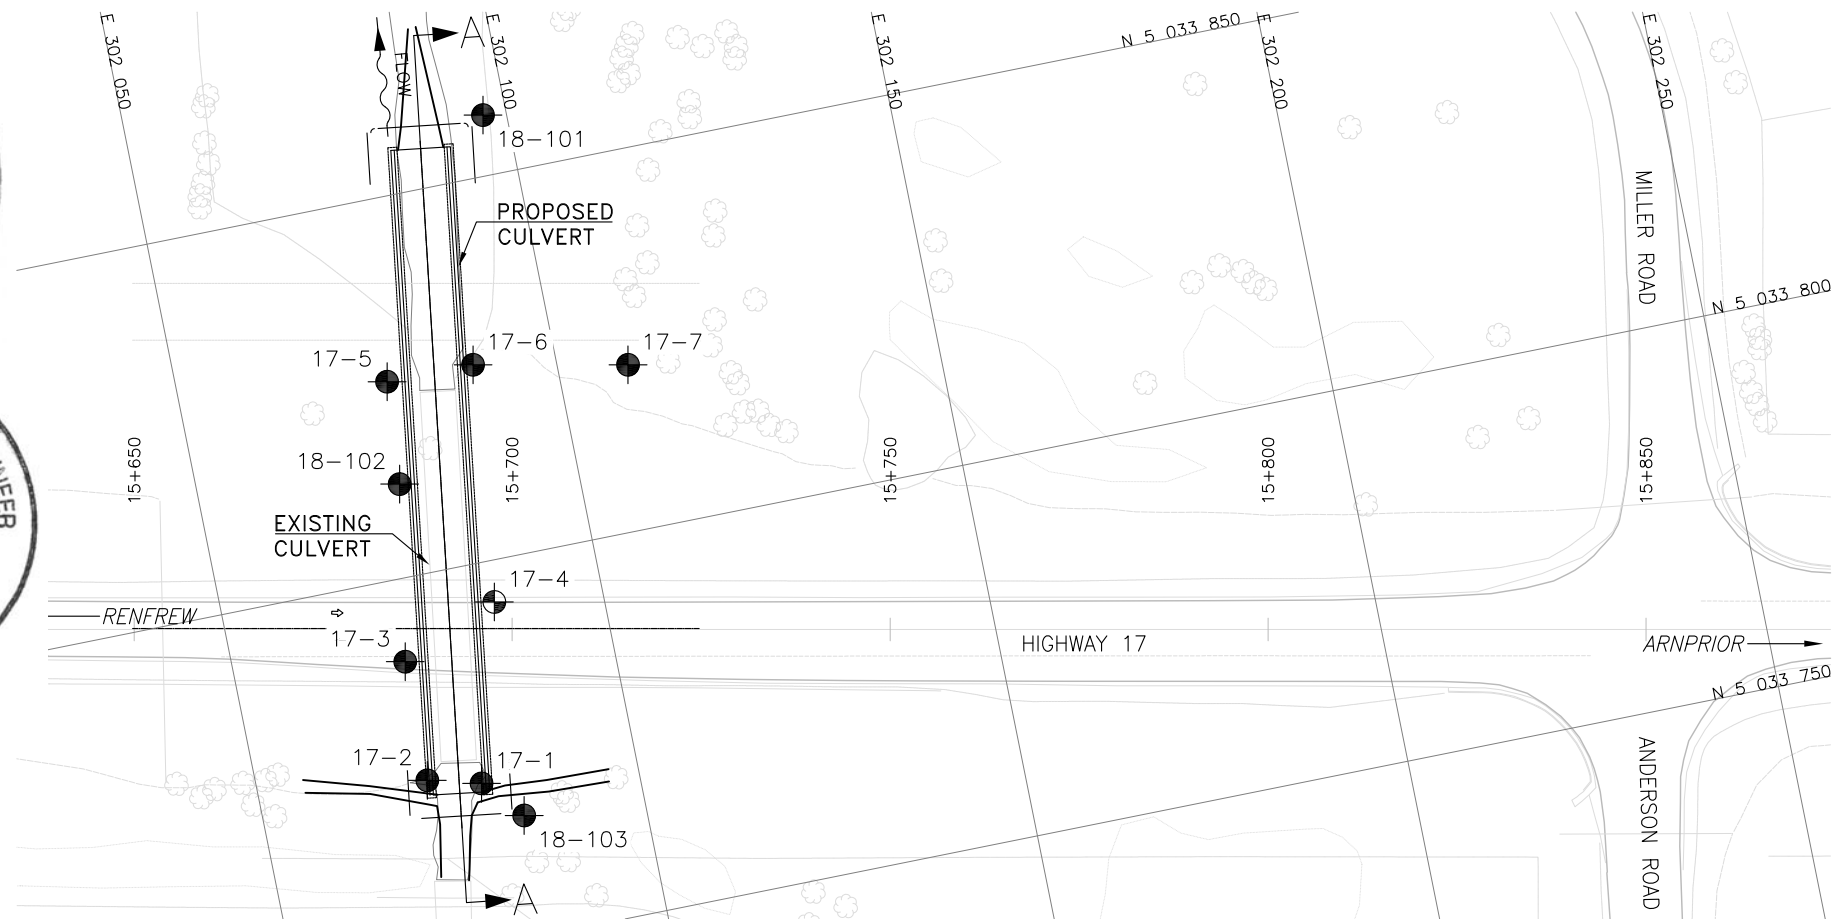 E 302 050
E 302 100
E 302 150
E 302 200
E 302 250
N 5 033 850
A
FLOW
18-101
PROPOSED
CULVERT
MILLER ROAD
N 5 033 800
17-5
17-6
17-7
18-102
15+650
15+700
15+750
15+800
15+850
EXISTING
CULVERT
17-4
RENFREW
17-3
HIGHWAY 17
ARNPRIOR
N 5 033 750
17-2
17-1
18-103
ANDERSON ROAD
A